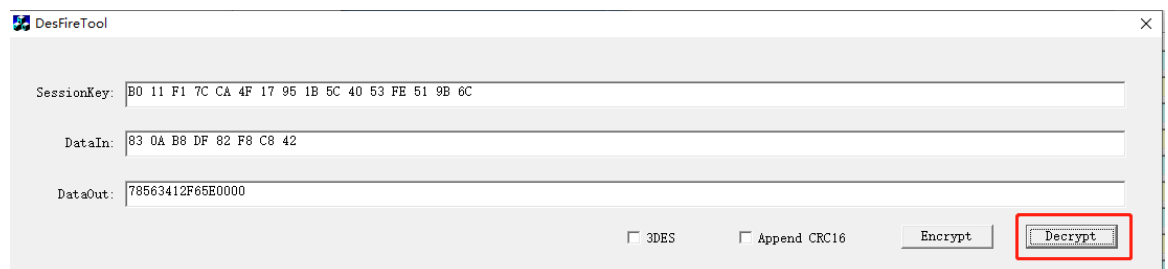 DesFireTool
SessionKey: B0 11 F1 7C CA 4F 17 95 1B 5C 40 53 FE 51 9B 6C
DataIn: 83 0A B8 DF 82 F8 C8 42
DataOut: 78563412F65E0000
3DES Append CRC16 Encrypt Decrypt